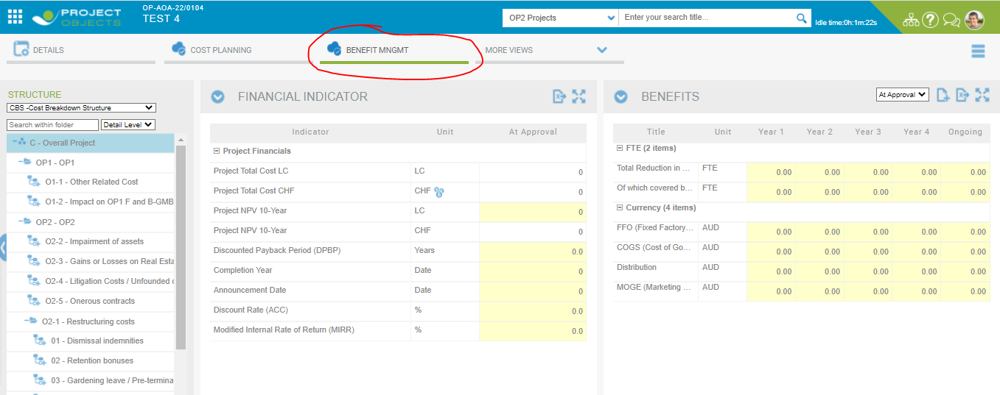 PROJECT
OBJECTS
OP-AOA-22/0104
TEST 4
OP2 Projects
Enter your search title...
Idle time:0h:1m:22s
DETAILS
COST PLANNING
BENEFIT MNGMT
MORE VIEWS
STRUCTURE
CBS -Cost Breakdown Structure
Search within folder
Detail Level
C - Overall Project
OP1 - OP1
O1-1 - Other Related Cost
O1-2 - Impact on OP1 F and B-GMB
OP2 - OP2
O2-2 - Impairment of assets
O2-3 - Gains or Losses on Real Esta
O2-4 - Litigation Costs / Unfounded
O2-5 - Onerous contracts
O2-1 - Restructuring costs
01 - Dismissal indemnities
02 - Retention bonuses
03 - Gardening leave / Pre-termina
FINANCIAL INDICATOR
Indicator Unit At Approval
Project Financials
Project Total Cost LC LC 0
Project Total Cost CHF CHF 0
Project NPV 10-Year LC 0
Project NPV 10-Year CHF 0
Discounted Payback Period (DPBP) Years 0.0
Completion Year Date 0
Announcement Date Date 0
Discount Rate (ACC) % 0.0
Modified Internal Rate of Return (MIRR) % 0.0
BENEFITS
At Approval
Title Unit Year 1 Year 2 Year 3 Year 4 Ongoing
FTE (2 items)
Total Reduction in ... FTE 0.00 0.00 0.00 0.00 0.00
Of which covered b... FTE 0.00 0.00 0.00 0.00 0.00
Currency (4 items)
FFO (Fixed Factory... AUD 0.00 0.00 0.00 0.00 0.00
COGS (Cost of Go... AUD 0.00 0.00 0.00 0.00 0.00
Distribution AUD 0.00 0.00 0.00 0.00 0.00
MOGE (Marketing ... AUD 0.00 0.00 0.00 0.00 0.00